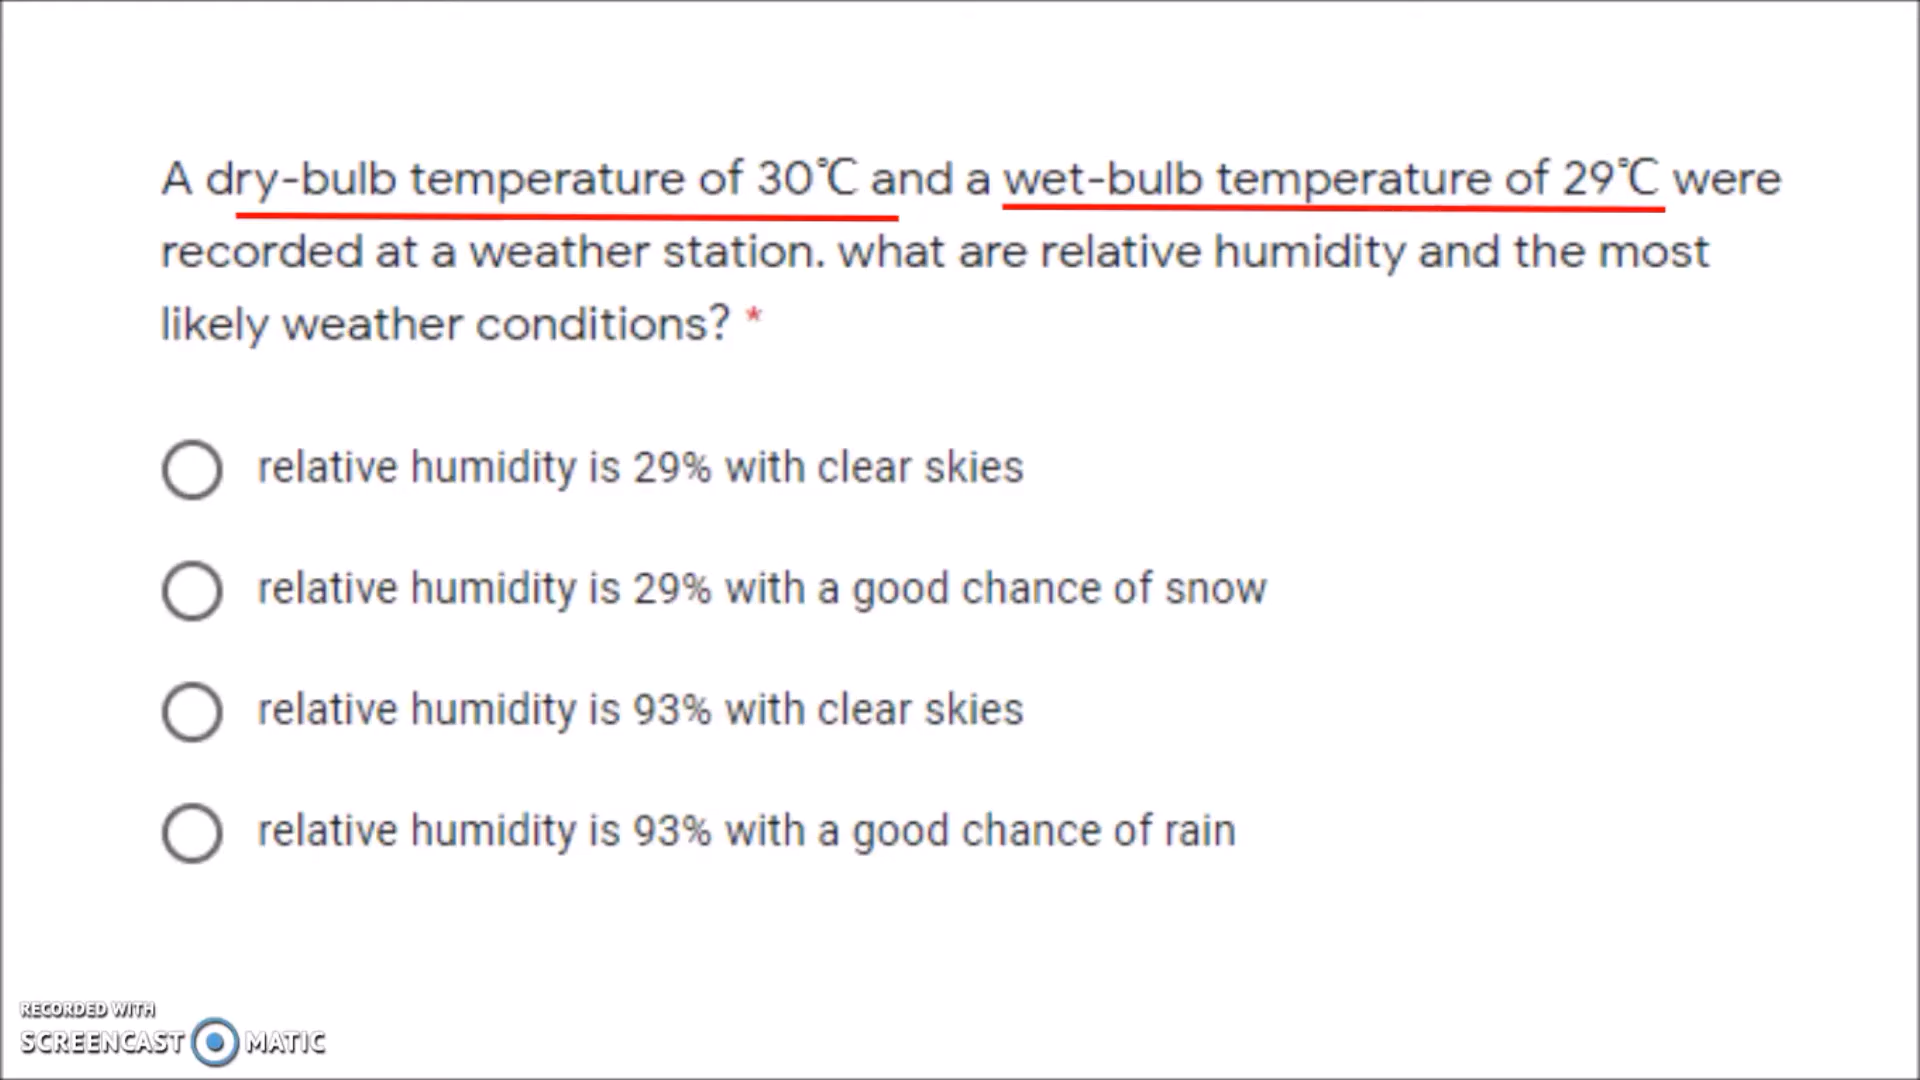 A dry-bulb temperature of 30℃ and a wet-bulb temperature of 29℃ were
recorded at a weather station. what are relative humidity and the most
likely weather conditions? *
relative humidity is 29% with clear skies
relative humidity is 29% with a good chance of snow
relative humidity is 93% with clear skies
relative humidity is 93% with a good chance of rain
RECORDED WITH
SCREENCAST MATIC